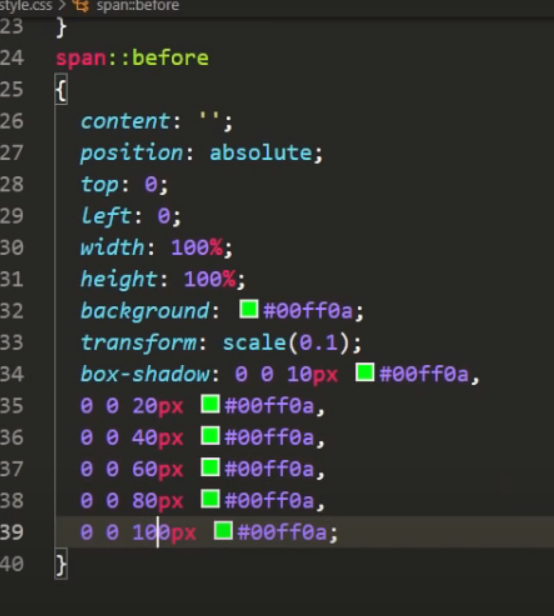 style.css > span::before
23 }
24 span::before
25 {
26 content: '';
27 position: absolute;
28 top: 0;
29 left: 0;
30 width: 100%;
31 height: 100%;
32 background: #00ff0a;
33 transform: scale(0.1);
34 box-shadow: 0 0 10px #00ff0a,
35 0 0 20px #00ff0a,
36 0 0 40px #00ff0a,
37 0 0 60px #00ff0a,
38 0 0 80px #00ff0a,
39 0 0 100px #00ff0a;
40 }